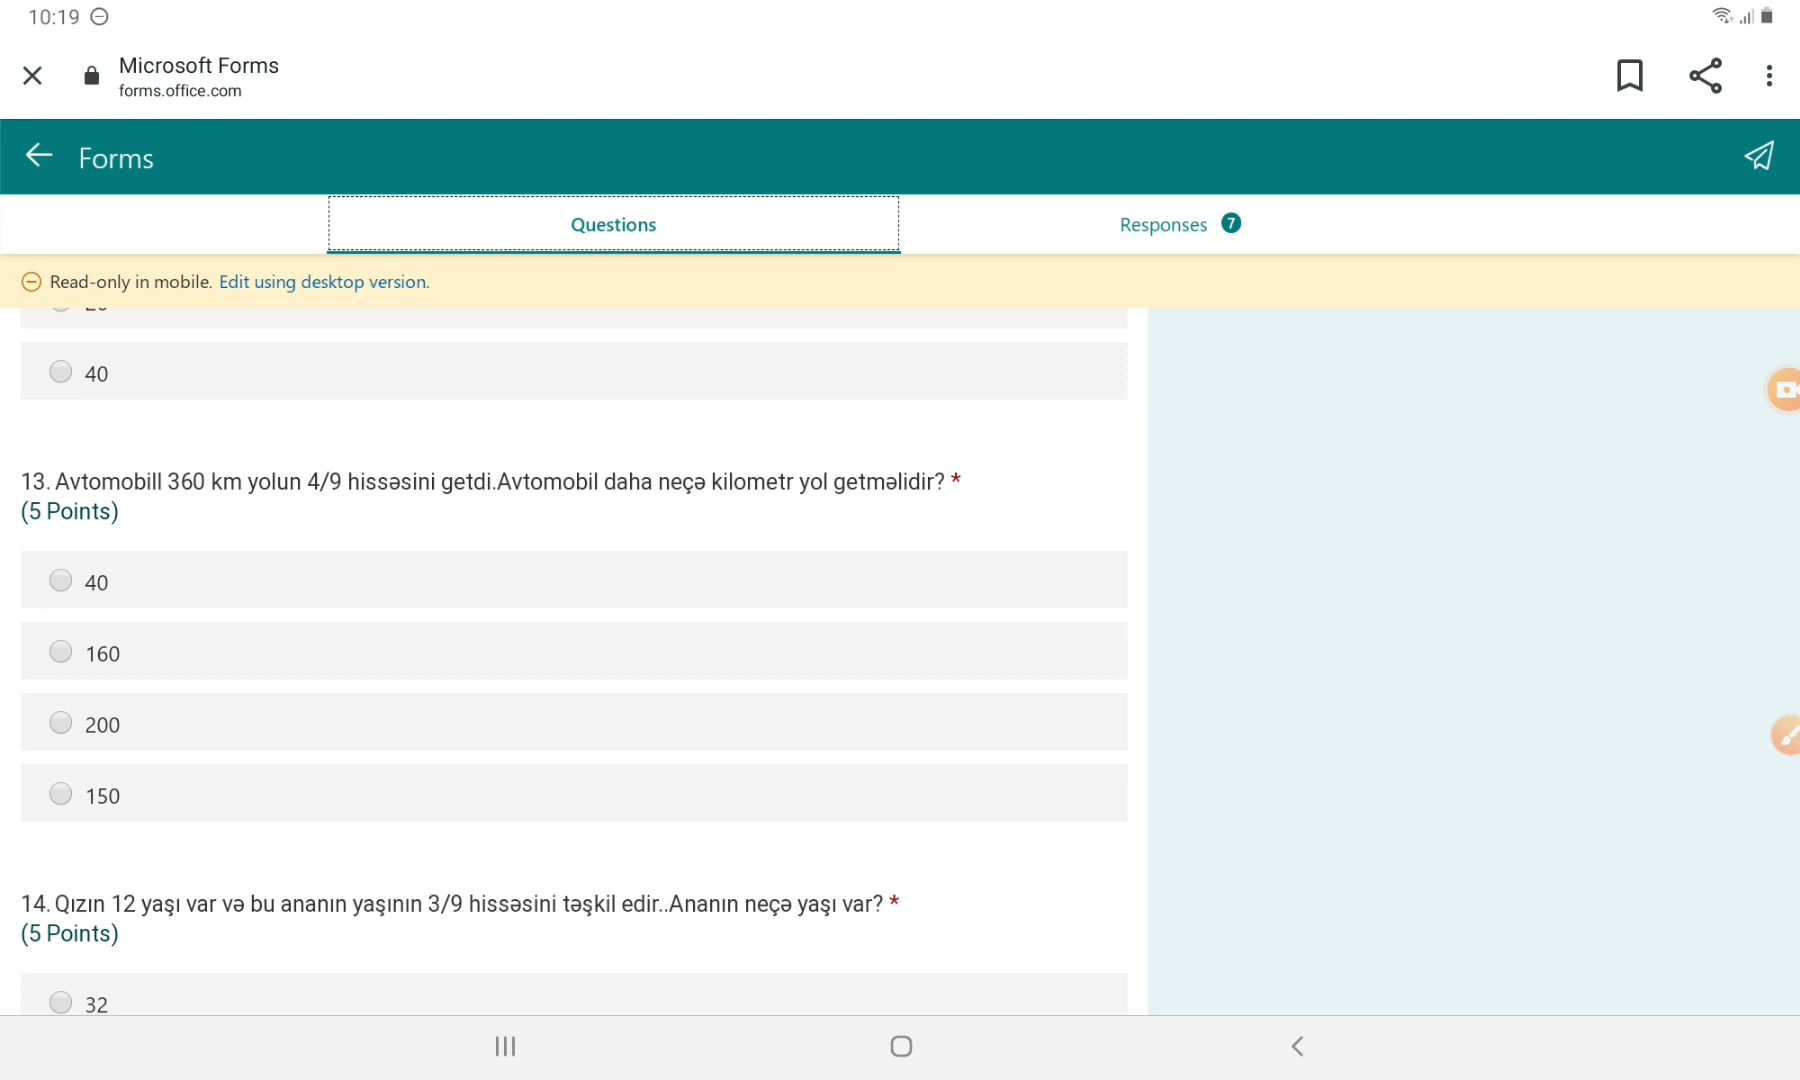 10:19
Microsoft Forms
forms.office.com
Forms
Questions
Responses 7
Read-only in mobile. Edit using desktop version.
40
13. Avtomobill 360 km yolun 4/9 hissəsini getdi.Avtomobil daha neçə kilometr yol getməlidir? *
(5 Points)
40
160
200
150
14. Qızın 12 yaşı var və bu ananın yaşının 3/9 hissəsini təşkil edir..Ananın neçə yaşı var? *
(5 Points)
32